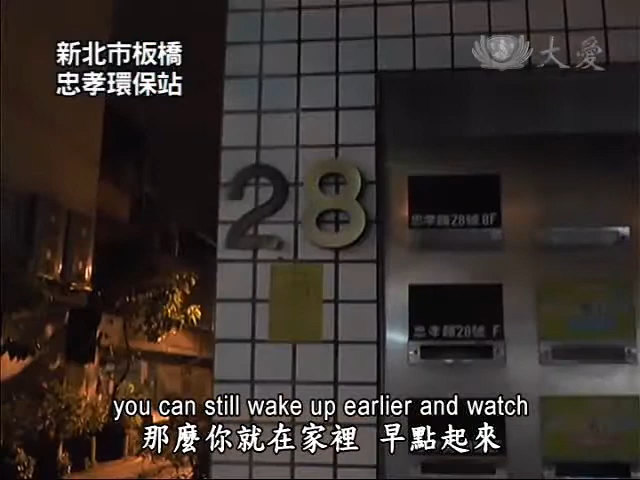 新北市板橋
忠孝環保站
大愛
28
忠孝路28號 8F
忠孝路28號 F
you can still wake up earlier and watch
那麼你就在家裡 早點起來